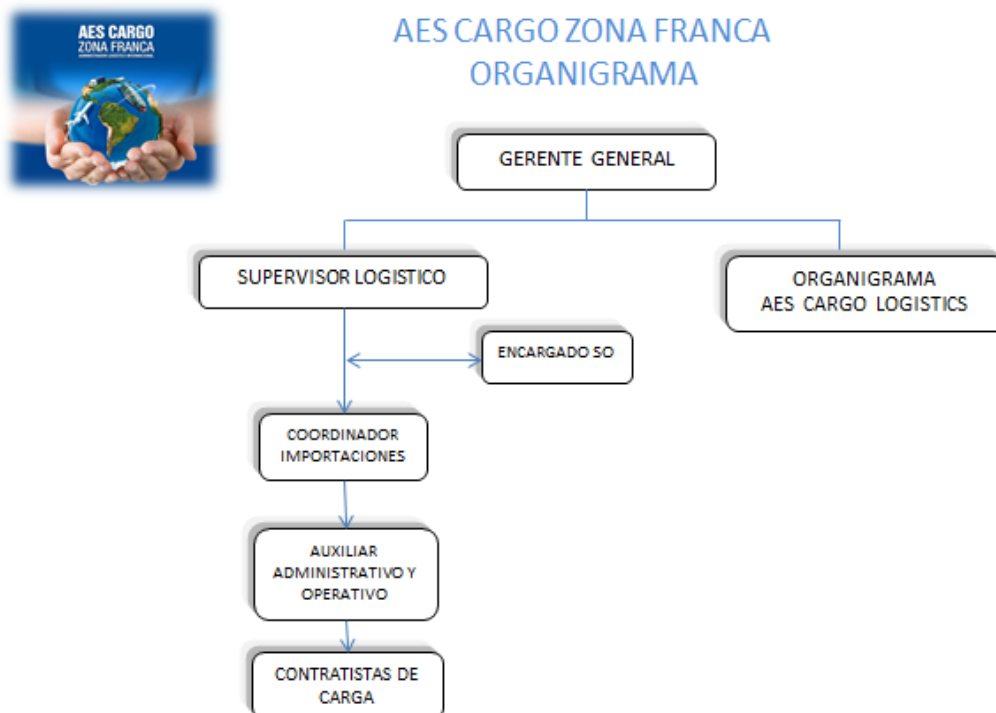 AES CARGO
ZONA FRANCA
AES CARGO ZONA FRANCA
ORGANIGRAMA
GERENTE GENERAL
SUPERVISOR LOGISTICO
ORGANIGRAMA
AES CARGO LOGISTICS
ENCARGADO SO
COORDINADOR
IMPORTACIONES
AUXILIAR
ADMINISTRATIVO Y
OPERATIVO
CONTRATISTAS DE
CARGA